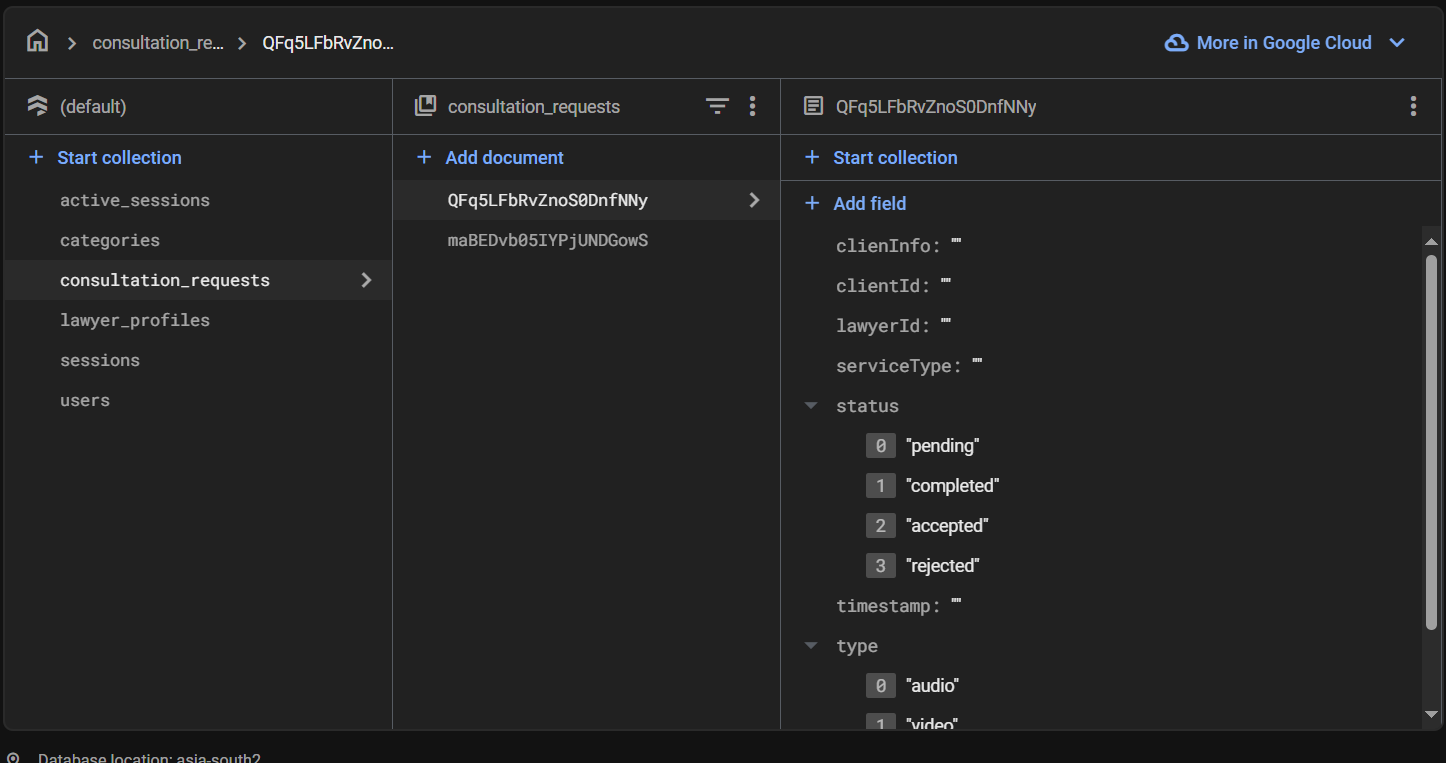 consultation_re... QFq5LFbRvZno... More in Google Cloud
(default)
Start collection
active_sessions
categories
consultation_requests
lawyer_profiles
sessions
users
consultation_requests
Add document
QFq5LFbRvZnoS0DnfNNy
maBEDvb05IYPjUNDGowS
QFq5LFbRvZnoS0DnfNNy
Start collection
Add field
clienInfo: ""
clientId: ""
lawyerId: ""
serviceType: ""
status
0 "pending"
1 "completed"
2 "accepted"
3 "rejected"
timestamp: ""
type
0 "audio"
1 "video"
Database location: asia-south2